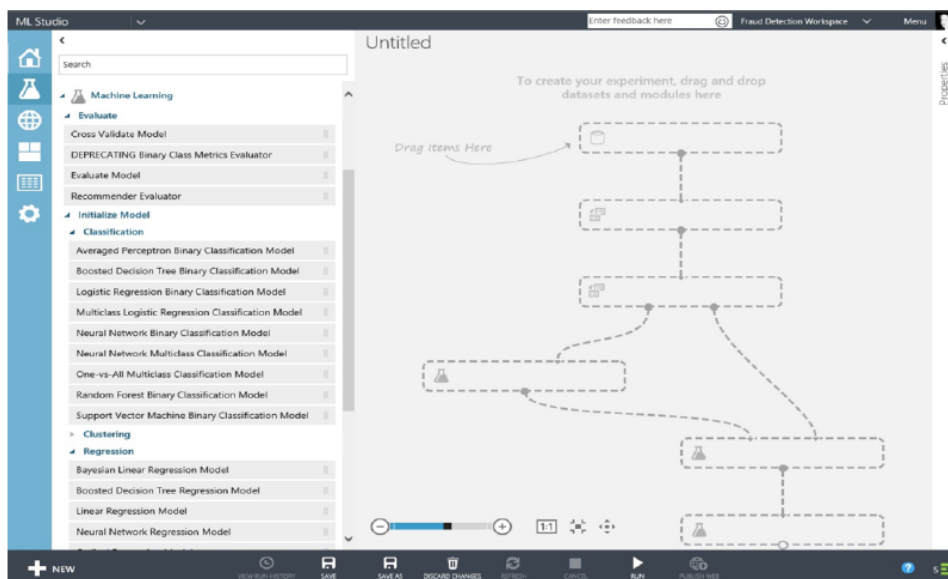 ML Studio
Enter feedback here
Fraud Detection Workspace
Menu
Search
Machine Learning
Evaluate
Cross Validate Model
DEPRECATING Binary Class Metrics Evaluator
Evaluate Model
Recommender Evaluator
Initialize Model
Classification
Averaged Perceptron Binary Classification Model
Boosted Decision Tree Binary Classification Model
Logistic Regression Binary Classification Model
Multiclass Logistic Regression Classification Model
Neural Network Binary Classification Model
Neural Network Multiclass Classification Model
One-vs-All Multiclass Classification Model
Random Forest Binary Classification Model
Support Vector Machine Binary Classification Model
Clustering
Regression
Bayesian Linear Regression Model
Boosted Decision Tree Regression Model
Linear Regression Model
Neural Network Regression Model
Untitled
To create your experiment, drag and drop
datasets and modules here
Drag Items Here
1:1
Properties
NEW
VIEW RUN HISTORY
SAVE
SAVE AS
DISCARD CHANGES
REFRESH
CANCEL
RUN
PUBLISH WEB